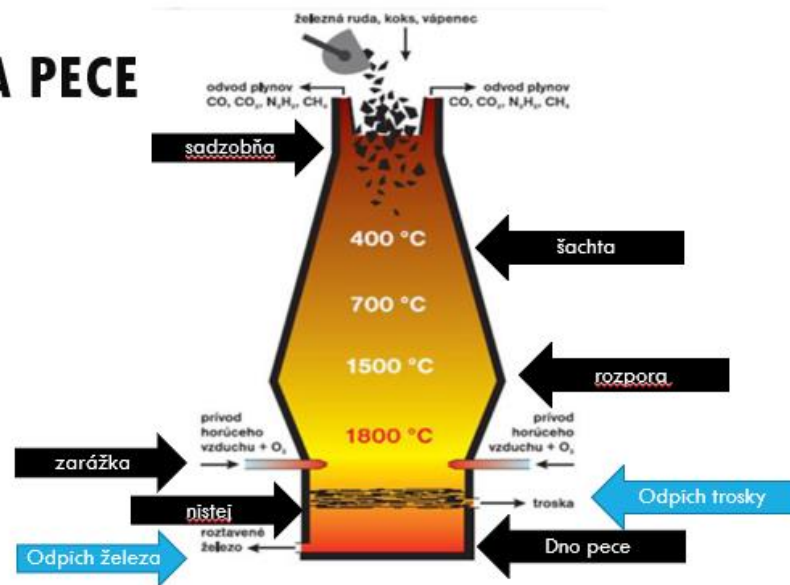 A PECE
železná ruda, koks, vápenec
odvod plynov
CO, CO₂, N₂H₂, CH₄
odvod plynov
CO, CO₂, N₂H₂, CH₄
sadzobňa
400 °C
šachta
700 °C
1500 °C
rozpora
prívod
horúceho
vzduchu + O₂
1800 °C
prívod
horúceho
vzduchu + O₂
zarážka
nistej
troska
Odpich trosky
roztavené
železo
Odpich železa
Dno pece